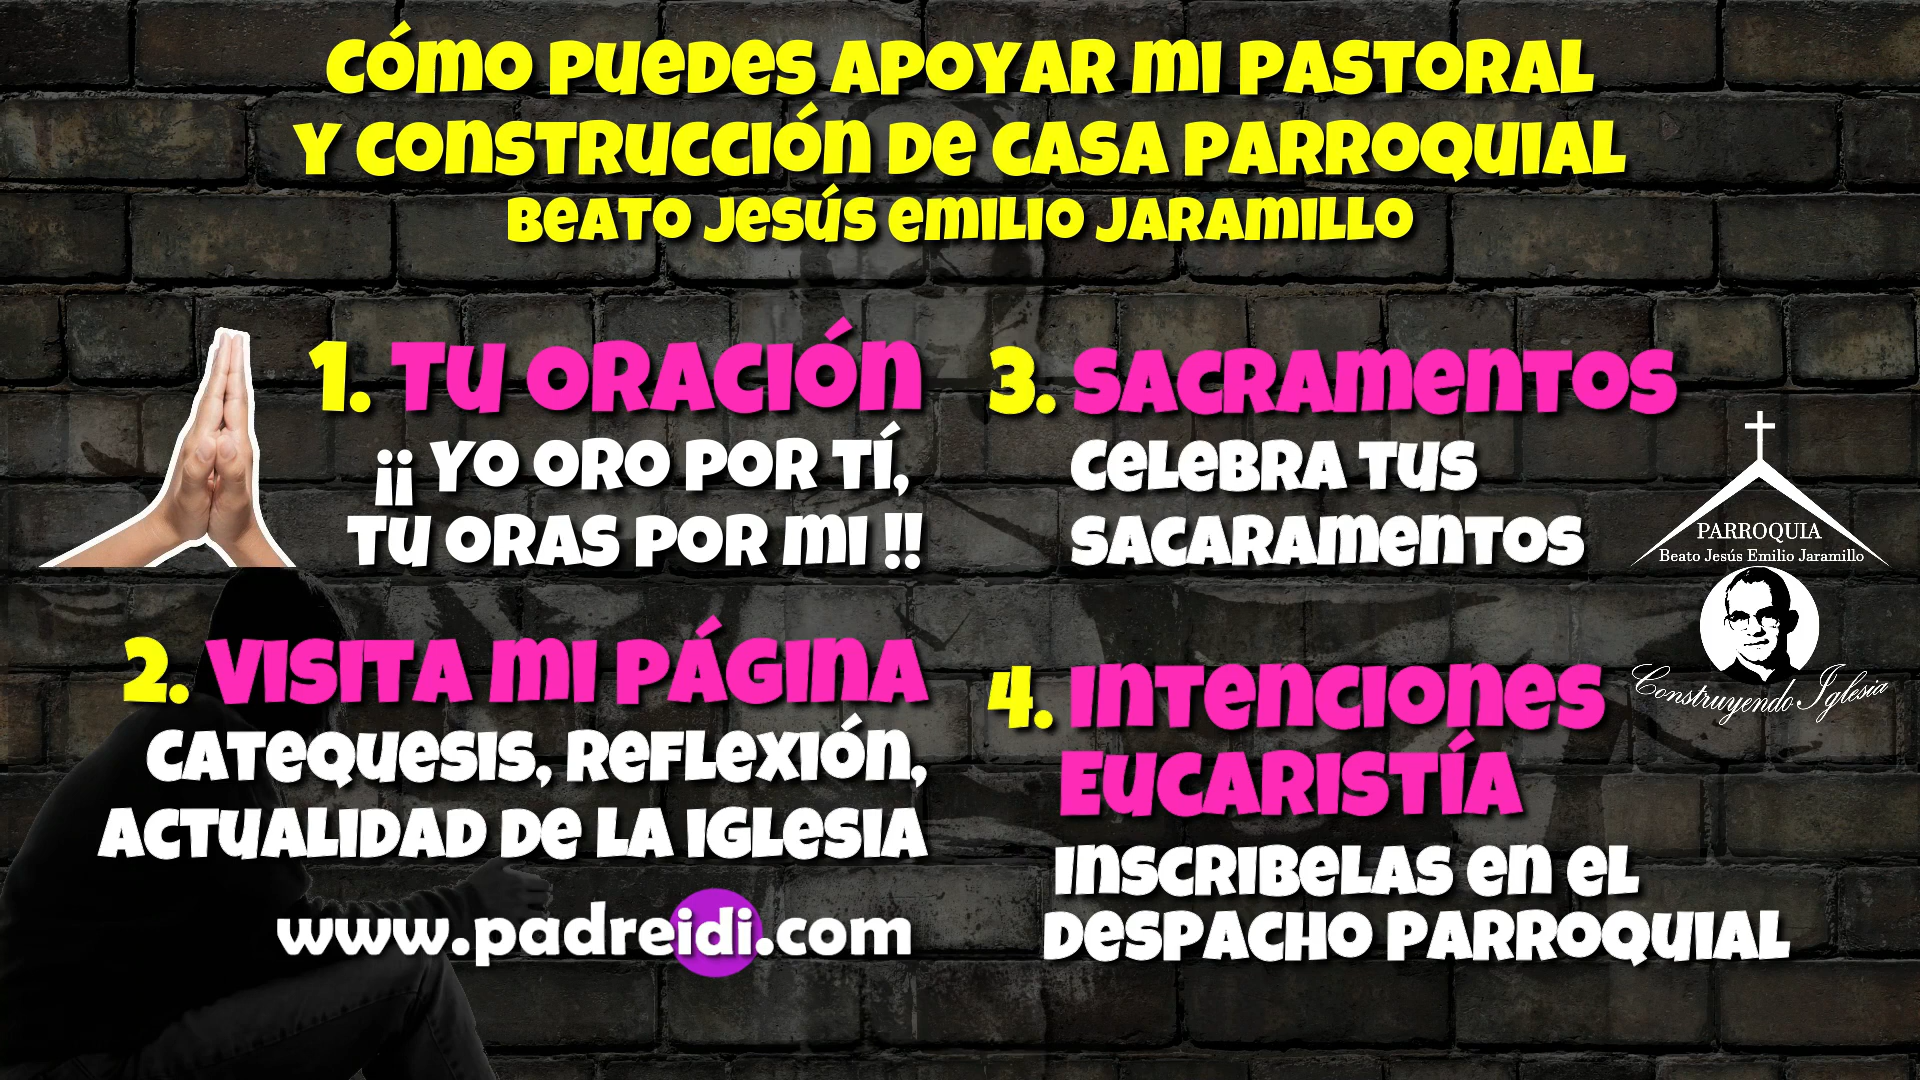 CÓMO PUEDES APOYAR MI PASTORAL
Y CONSTRUCCIÓN DE CASA PARROQUIAL
BEATO JESÚS EMILIO JARAMILLO
1. TU ORACIÓN
¡¡ YO ORO POR TÍ,
TU ORAS POR MI !!
2. VISITA MI PÁGINA
CATEQUESIS, REFLEXIÓN,
ACTUALIDAD DE LA IGLESIA
www.padreidi.com
3. SACRAMENTOS
CELEBRA TUS
SACARAMENTOS
4. INTENCIONES
EUCARISTÍA
INSCRIBELAS EN EL
DESPACHO PARROQUIAL
PARROQUIA
Beato Jesús Emilio Jaramillo
Construyendo Iglesia